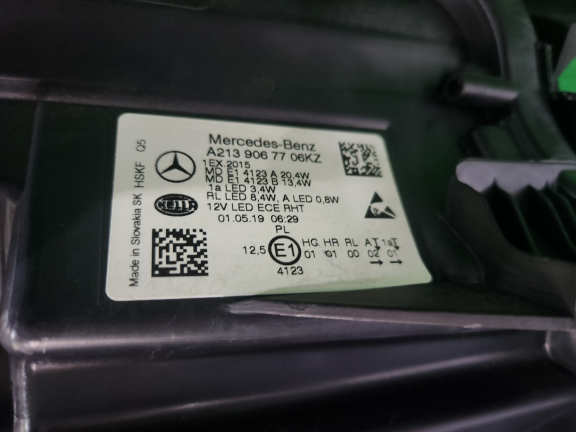 Mercedes-Benz
A213 906 77 06KZ
1EX 2015
MD E1 4123 A 20,4W
MD E1 4123 B 13,4W
1a LED 3,4W
RL LED 8,4W, A LED 0,8W
12V LED ECE RHT
01.05.19 06:29
PL
HELLA
12,5 E1 HG HR RL A 1a
01 01 00 02 01
4123
Made in Slovakia SK HSKF Q5